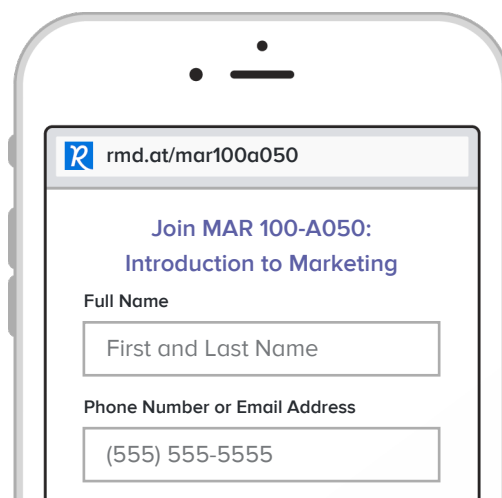 rmd.at/mar100a050
Join MAR 100-A050:
Introduction to Marketing
Full Name
First and Last Name
Phone Number or Email Address
(555) 555-5555